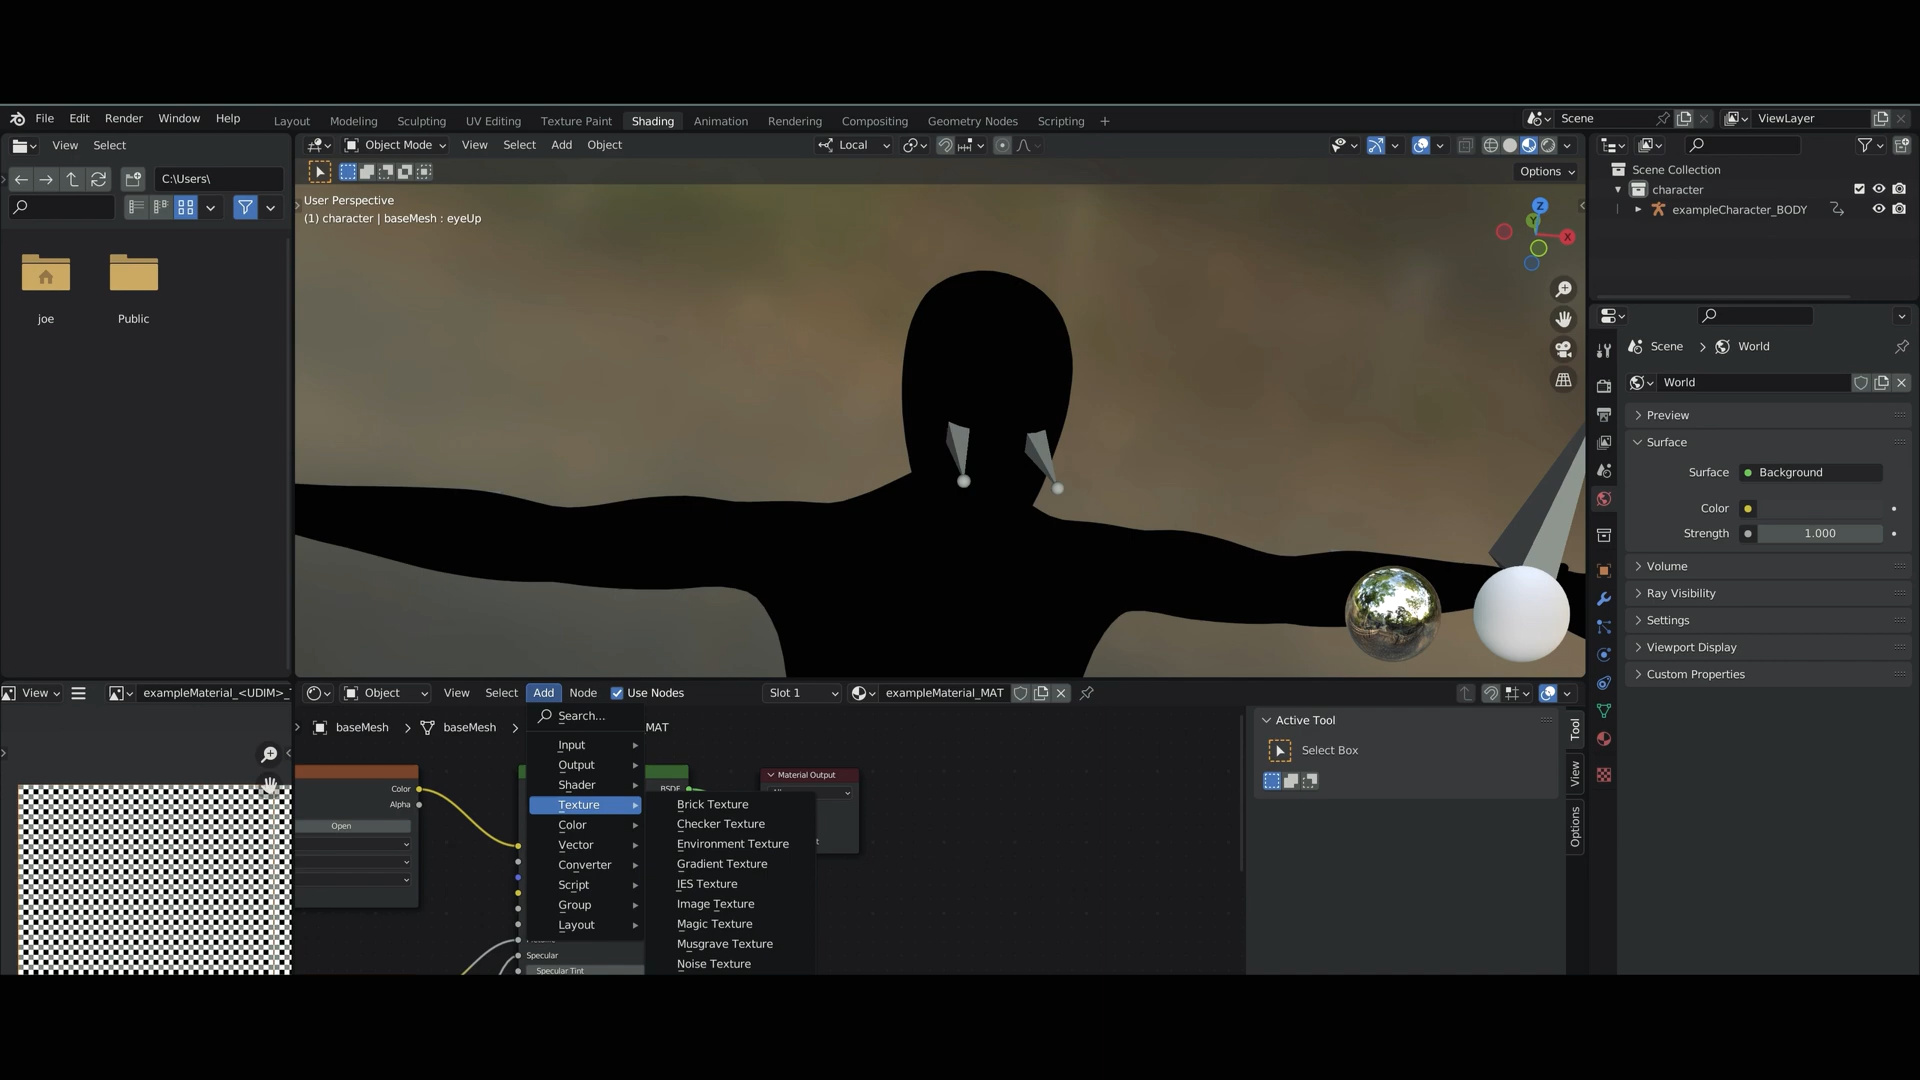 File Edit Render Window Help
Layout Modeling Sculpting UV Editing Texture Paint Shading Animation Rendering Compositing Geometry Nodes Scripting +
Scene
ViewLayer
View Select
Object Mode View Select Add Object
Local
C:\Users\
Options
joe
Public
User Perspective
(1) character | baseMesh : eyeUp
Z
Y
X
Scene Collection
character
exampleCharacter_BODY
Scene > World
World
Preview
Surface
Surface Background
Color
Strength 1.000
Volume
Ray Visibility
Settings
Viewport Display
Custom Properties
View
exampleMaterial_<UDIM>_
Object View Select Add Node Use Nodes
Slot 1
exampleMaterial_MAT
baseMesh > baseMesh >
MAT
Color
Alpha
Open
Search...
Input
Output
Shader
Texture
Color
Vector
Converter
Script
Group
Layout
BSDF
Material Output
Brick Texture
Checker Texture
Environment Texture
Gradient Texture
IES Texture
Image Texture
Magic Texture
Musgrave Texture
Noise Texture
Specular
Specular Tint
Active Tool
Select Box
Tool
View
Options